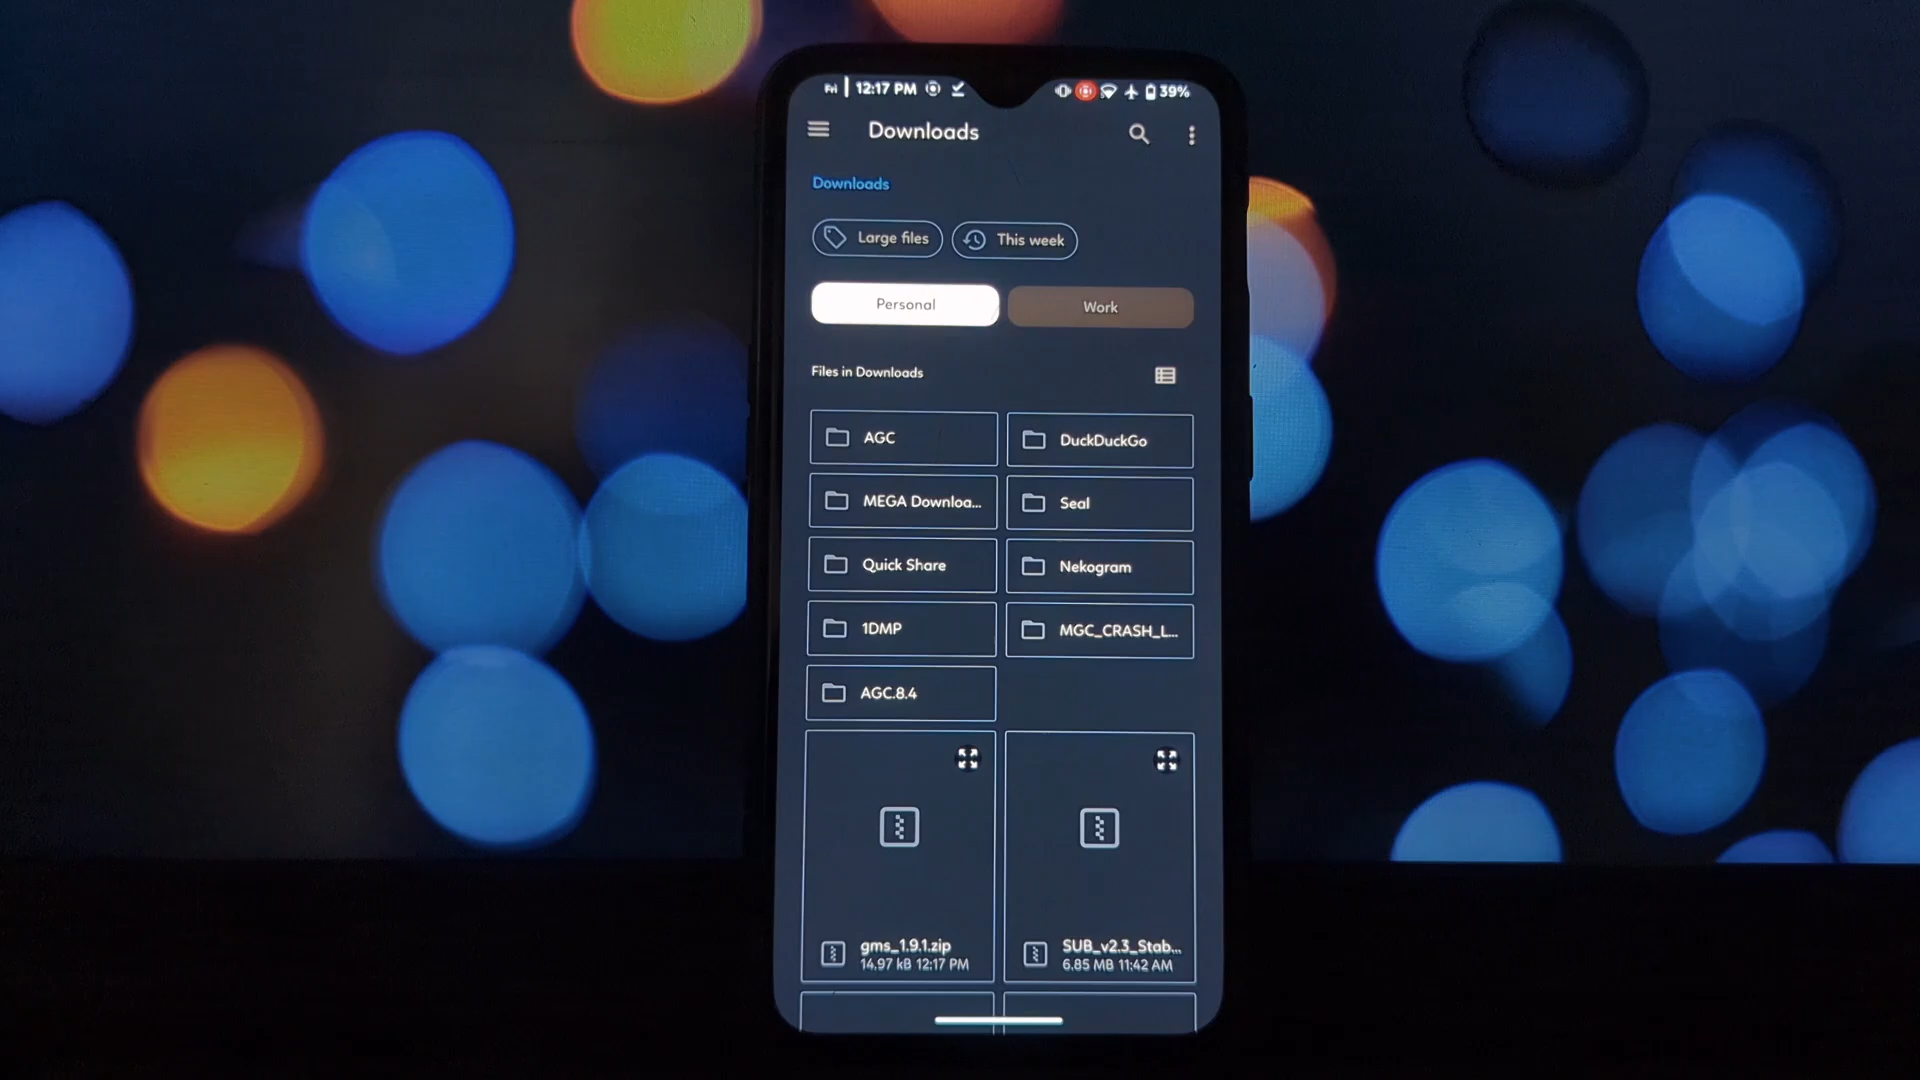 Fri 12:17 PM 39%
Downloads
Downloads
Large files This week
Personal Work
Files in Downloads
AGC DuckDuckGo
MEGA Downloa... Seal
Quick Share Nekogram
1DMP MGC_CRASH_L...
AGC.8.4
gms_1.9.1.zip SUB_v2.3_Stab...
14.97 kB 12:17 PM 6.85 MB 11:42 AM